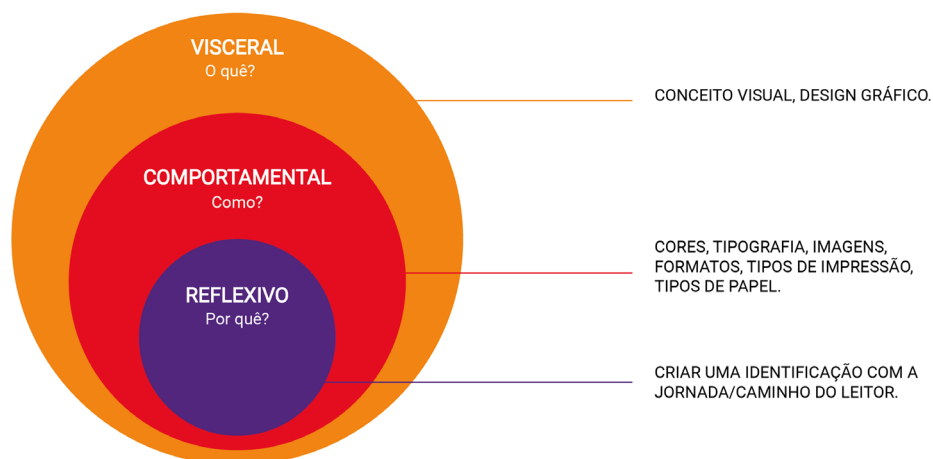 VISCERAL
O quê?
CONCEITO VISUAL, DESIGN GRÁFICO.
COMPORTAMENTAL
Como?
CORES, TIPOGRAFIA, IMAGENS,
FORMATOS, TIPOS DE IMPRESSÃO,
TIPOS DE PAPEL.
REFLEXIVO
Por quê?
CRIAR UMA IDENTIFICAÇÃO COM A
JORNADA/CAMINHO DO LEITOR.